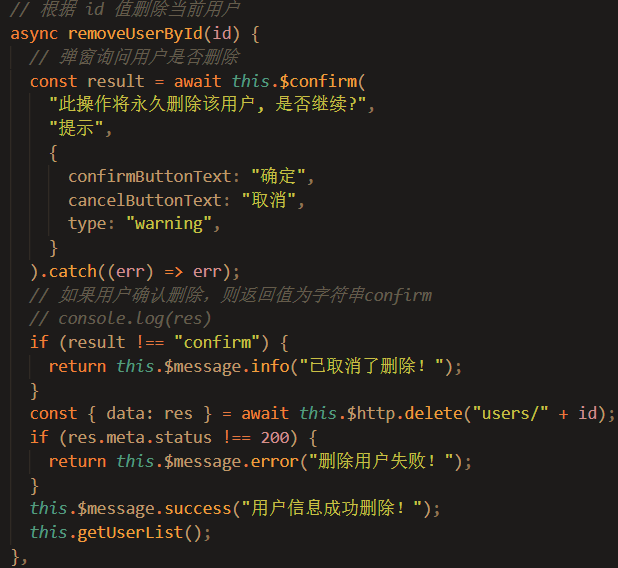 // 根据 id 值删除当前用户
async removeUserById(id) {
// 弹窗询问用户是否删除
const result = await this.$confirm(
"此操作将永久删除该用户, 是否继续?",
"提示",
{
confirmButtonText: "确定",
cancelButtonText: "取消",
type: "warning",
}
).catch((err) => err);
// 如果用户确认删除，则返回值为字符串confirm
// console.log(res)
if (result !== "confirm") {
return this.$message.info("已取消了删除！");
}
const { data: res } = await this.$http.delete("users/" + id);
if (res.meta.status !== 200) {
return this.$message.error("删除用户失败！");
}
this.$message.success("用户信息成功删除！");
this.getUserList();
},